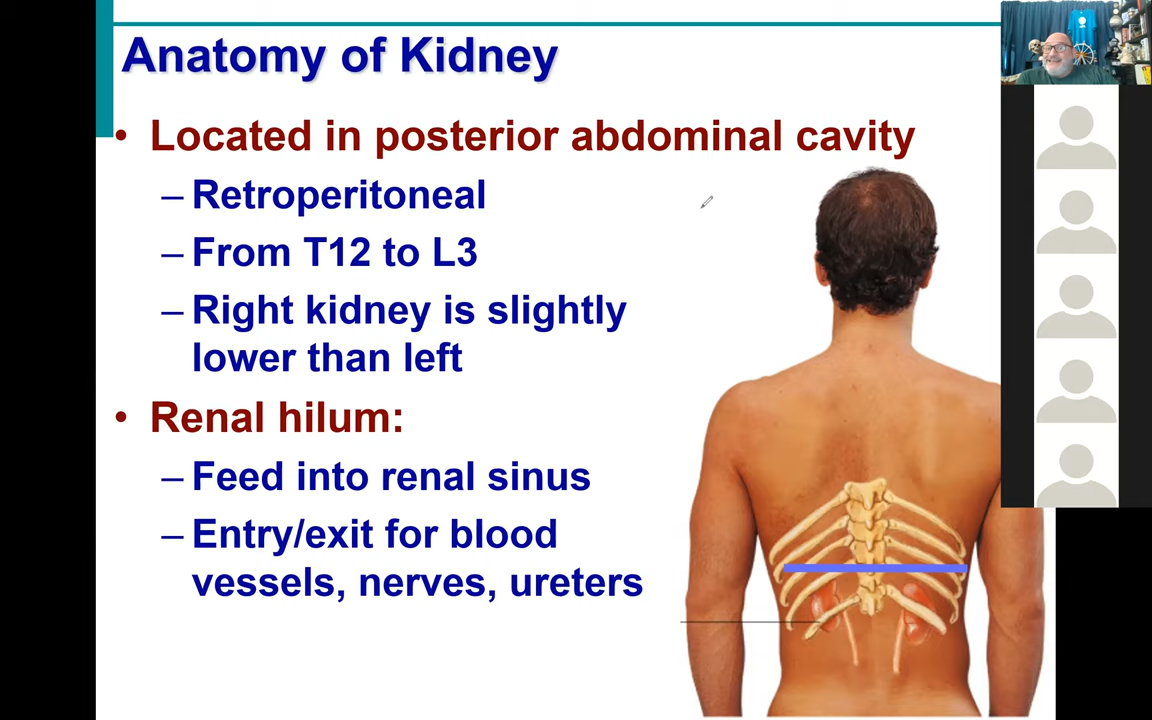 Anatomy of Kidney
• Located in posterior abdominal cavity
– Retroperitoneal
– From T12 to L3
– Right kidney is slightly
lower than left
• Renal hilum:
– Feed into renal sinus
– Entry/exit for blood
vessels, nerves, ureters